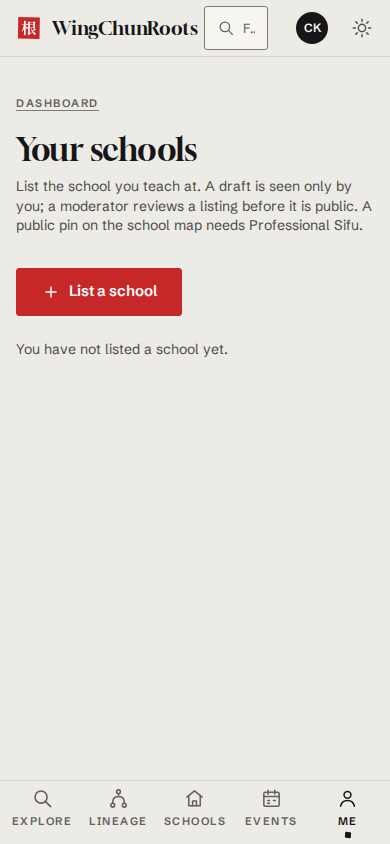 根 WingChunRoots F.. CK
DASHBOARD
Your schools
List the school you teach at. A draft is seen only by
you; a moderator reviews a listing before it is public. A
public pin on the school map needs Professional Sifu.
+ List a school
You have not listed a school yet.
EXPLORE LINEAGE SCHOOLS EVENTS ME